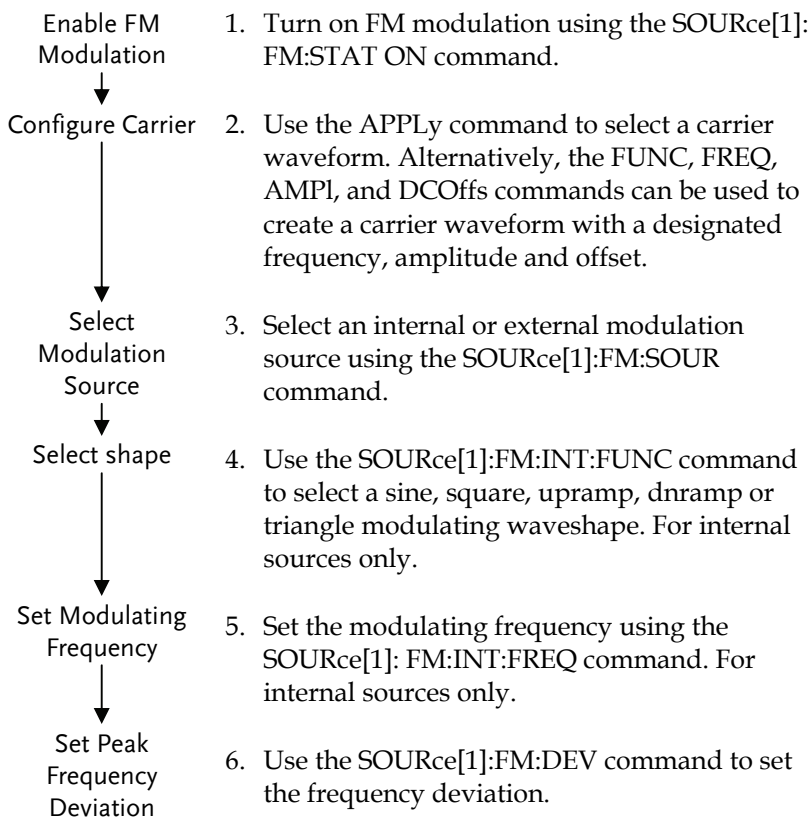 Enable FM
Modulation
1. Turn on FM modulation using the SOURce[1]:
FM:STAT ON command.
Configure Carrier
2. Use the APPLy command to select a carrier
waveform. Alternatively, the FUNC, FREQ,
AMPl, and DCOffs commands can be used to
create a carrier waveform with a designated
frequency, amplitude and offset.
Select
Modulation
Source
3. Select an internal or external modulation
source using the SOURce[1]:FM:SOUR
command.
Select shape
4. Use the SOURce[1]:FM:INT:FUNC command
to select a sine, square, upramp, dnramp or
triangle modulating waveshape. For internal
sources only.
Set Modulating
Frequency
5. Set the modulating frequency using the
SOURce[1]: FM:INT:FREQ command. For
internal sources only.
Set Peak
Frequency
Deviation
6. Use the SOURce[1]:FM:DEV command to set
the frequency deviation.